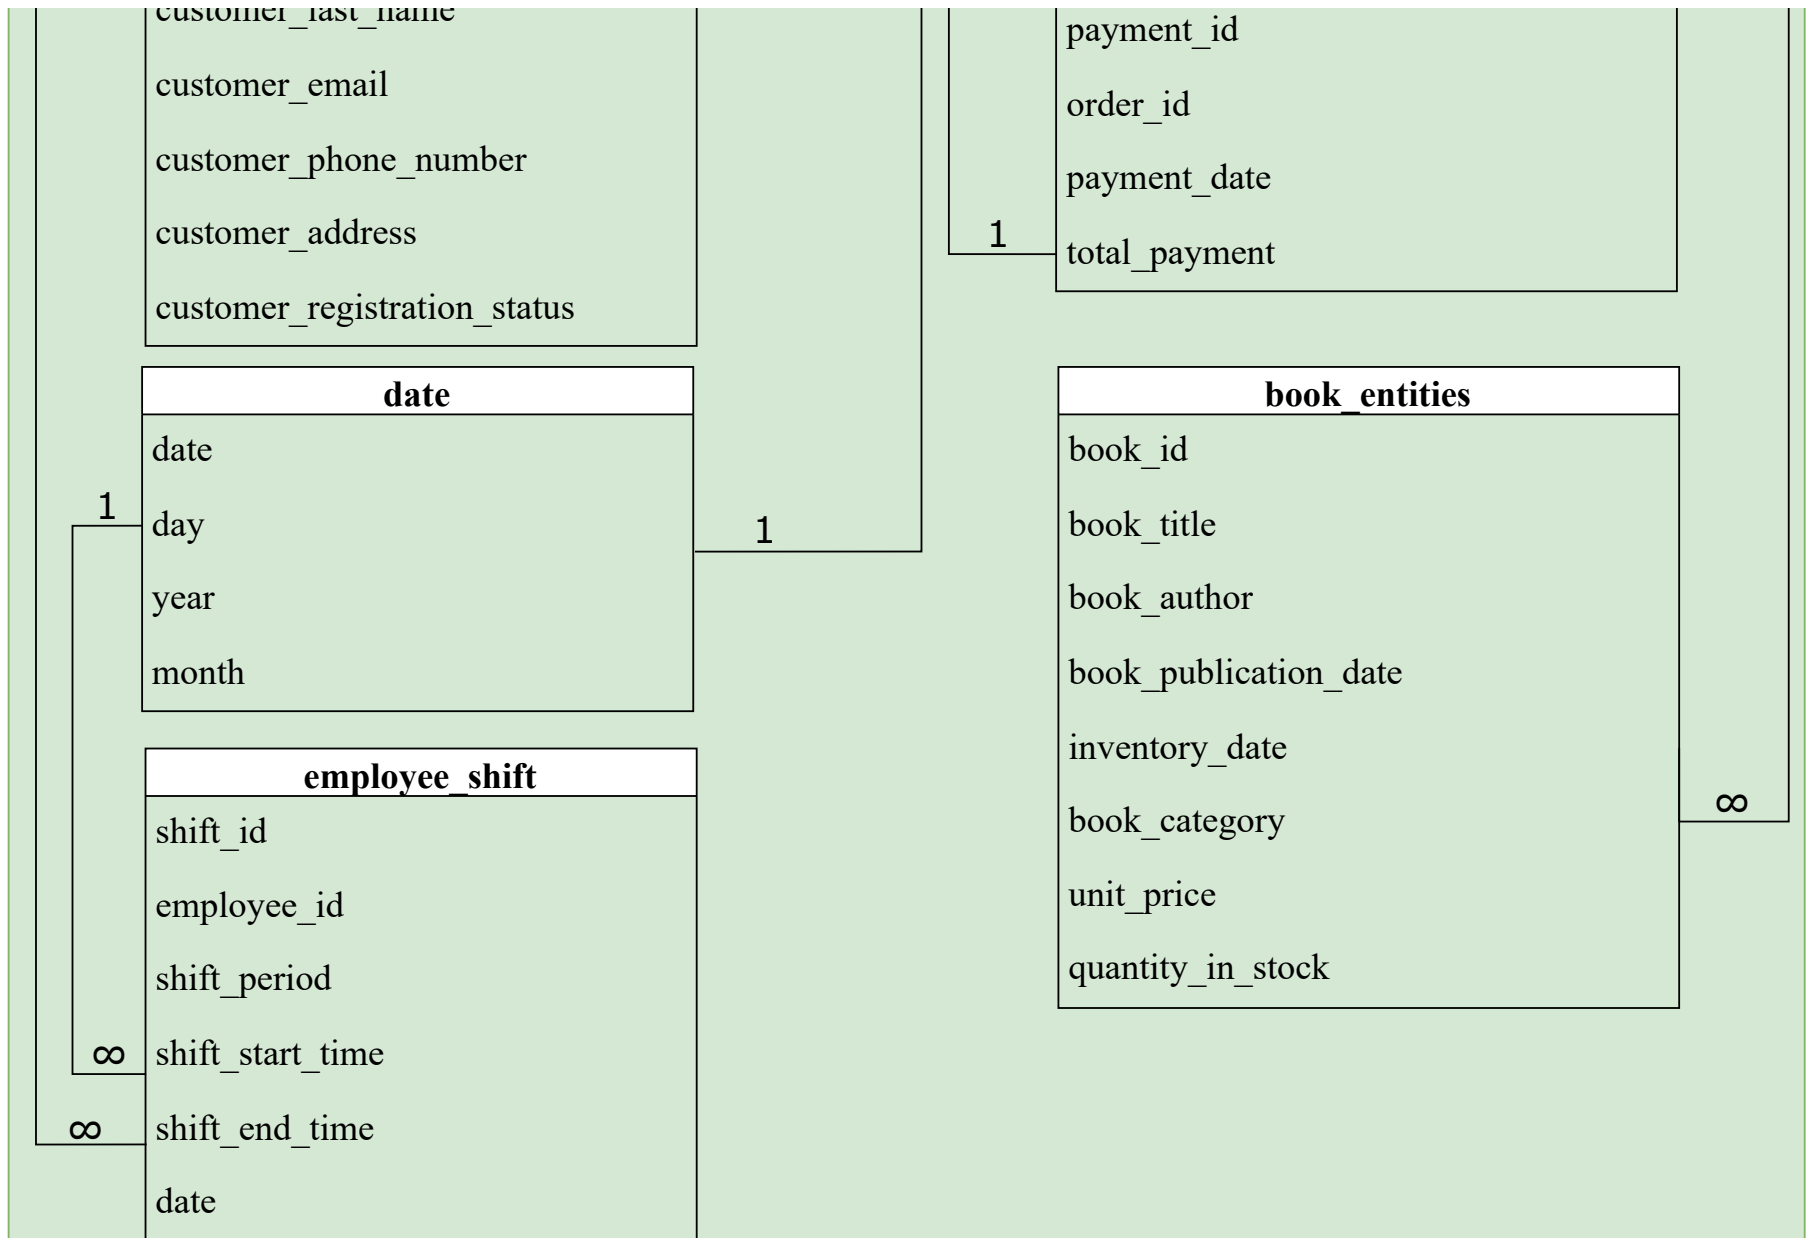 customer_last_name
customer_email
customer_phone_number
customer_address
customer_registration_status
payment_id
order_id
payment_date
1
total_payment
date
date
1
day
year
month
1
book_entities
book_id
book_title
book_author
book_publication_date
inventory_date
book_category
∞
unit_price
quantity_in_stock
employee_shift
shift_id
employee_id
shift_period
∞
shift_start_time
∞
shift_end_time
date